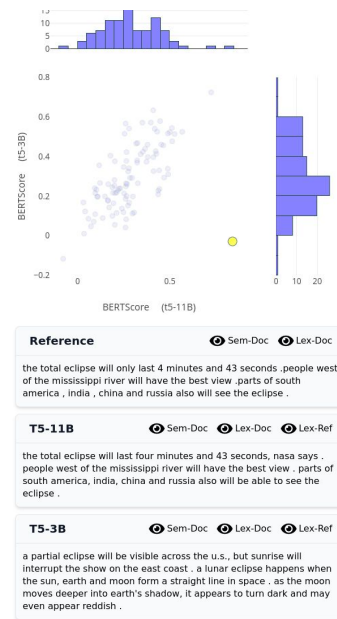 15
10
5
0
0.8
0.6
0.4
0.2
0
−0.2
BERTScore (t5-3B)
0 0.5
BERTScore (t5-11B)
0 10 20
Reference Sem-Doc Lex-Doc
the total eclipse will only last 4 minutes and 43 seconds .people west
of the mississippi river will have the best view .parts of south
america , india , china and russia also will see the eclipse .
T5-11B Sem-Doc Lex-Doc Lex-Ref
the total eclipse will last four minutes and 43 seconds, nasa says .
people west of the mississippi river will have the best view . parts of
south america, india, china and russia also will be able to see the
eclipse .
T5-3B Sem-Doc Lex-Doc Lex-Ref
a partial eclipse will be visible across the u.s., but sunrise will
interrupt the show on the east coast . a lunar eclipse happens when
the sun, earth and moon form a straight line in space . as the moon
moves deeper into earth's shadow, it appears to turn dark and may
even appear reddish .